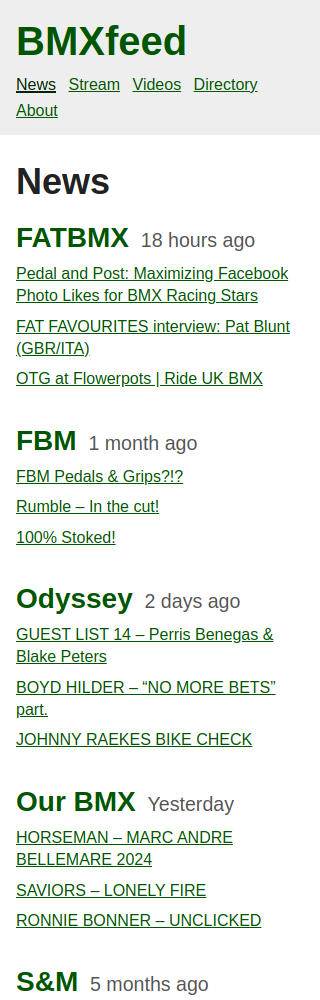 BMXfeed
News Stream Videos Directory
About
News
FATBMX 18 hours ago
Pedal and Post: Maximizing Facebook
Photo Likes for BMX Racing Stars
FAT FAVOURITES interview: Pat Blunt
(GBR/ITA)
OTG at Flowerpots | Ride UK BMX
FBM 1 month ago
FBM Pedals & Grips?!?
Rumble – In the cut!
100% Stoked!
Odyssey 2 days ago
GUEST LIST 14 – Perris Benegas &
Blake Peters
BOYD HILDER – “NO MORE BETS”
part.
JOHNNY RAEKES BIKE CHECK
Our BMX Yesterday
HORSEMAN – MARC ANDRE
BELLEMARE 2024
SAVIORS – LONELY FIRE
RONNIE BONNER – UNCLICKED
S&M 5 months ago